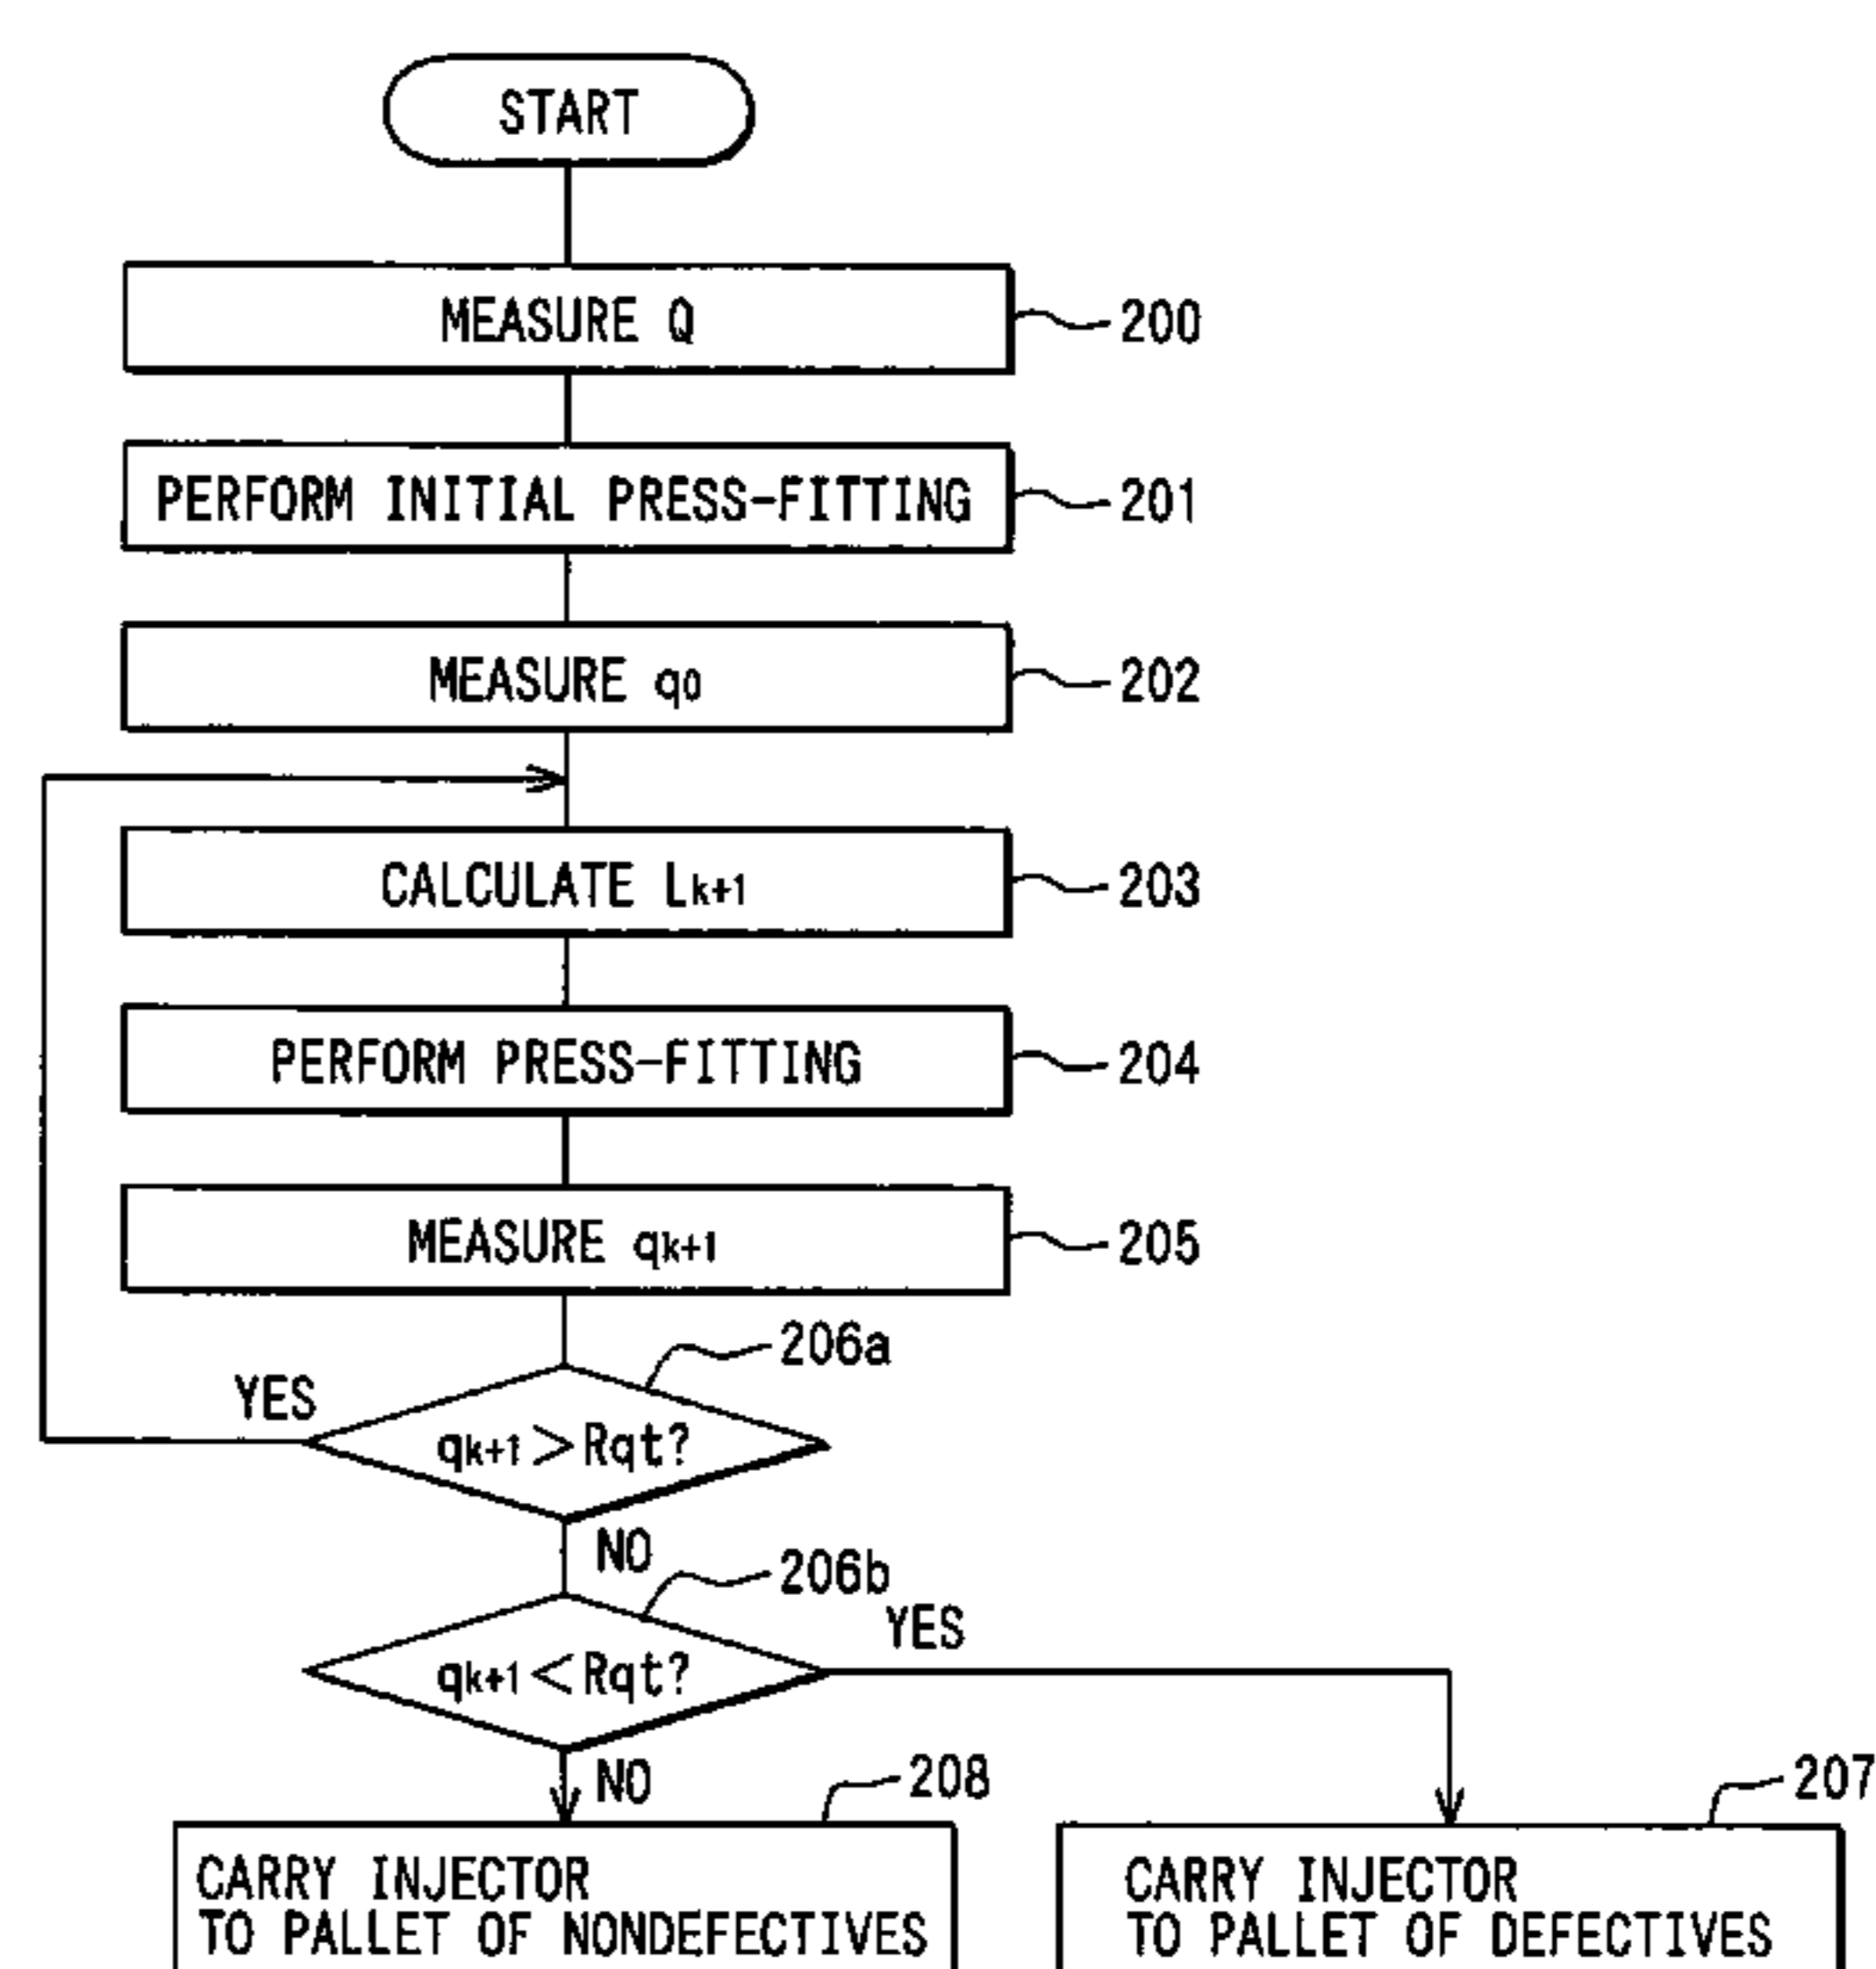 START
MEASURE Q
200
PERFORM INITIAL PRESS-FITTING
201
MEASURE q0
202
CALCULATE Lk+1
203
PERFORM PRESS-FITTING
204
MEASURE qk+1
205
206a
YES
qk+1>Rqt?
NO
206b
YES
qk+1<Rqt?
NO
208
207
CARRY INJECTOR
TO PALLET OF NONDEFECTIVES
CARRY INJECTOR
TO PALLET OF DEFECTIVES